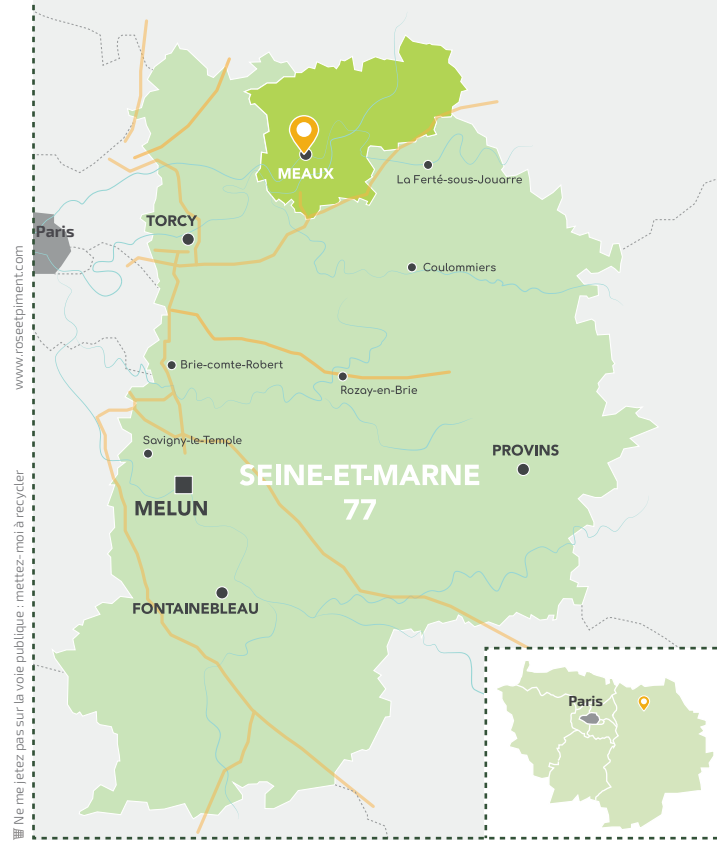 MEAUX
La Ferté-sous-Jouarre
TORCY
Paris
Coulommiers
www.roseetpiment.com
Brie-comte-Robert
Rozay-en-Brie
Savigny-le-Temple
PROVINS
SEINE-ET-MARNE
77
MELUN
FONTAINEBLEAU
Ne me jetez pas sur la voie publique : mettez-moi à recycler
Paris